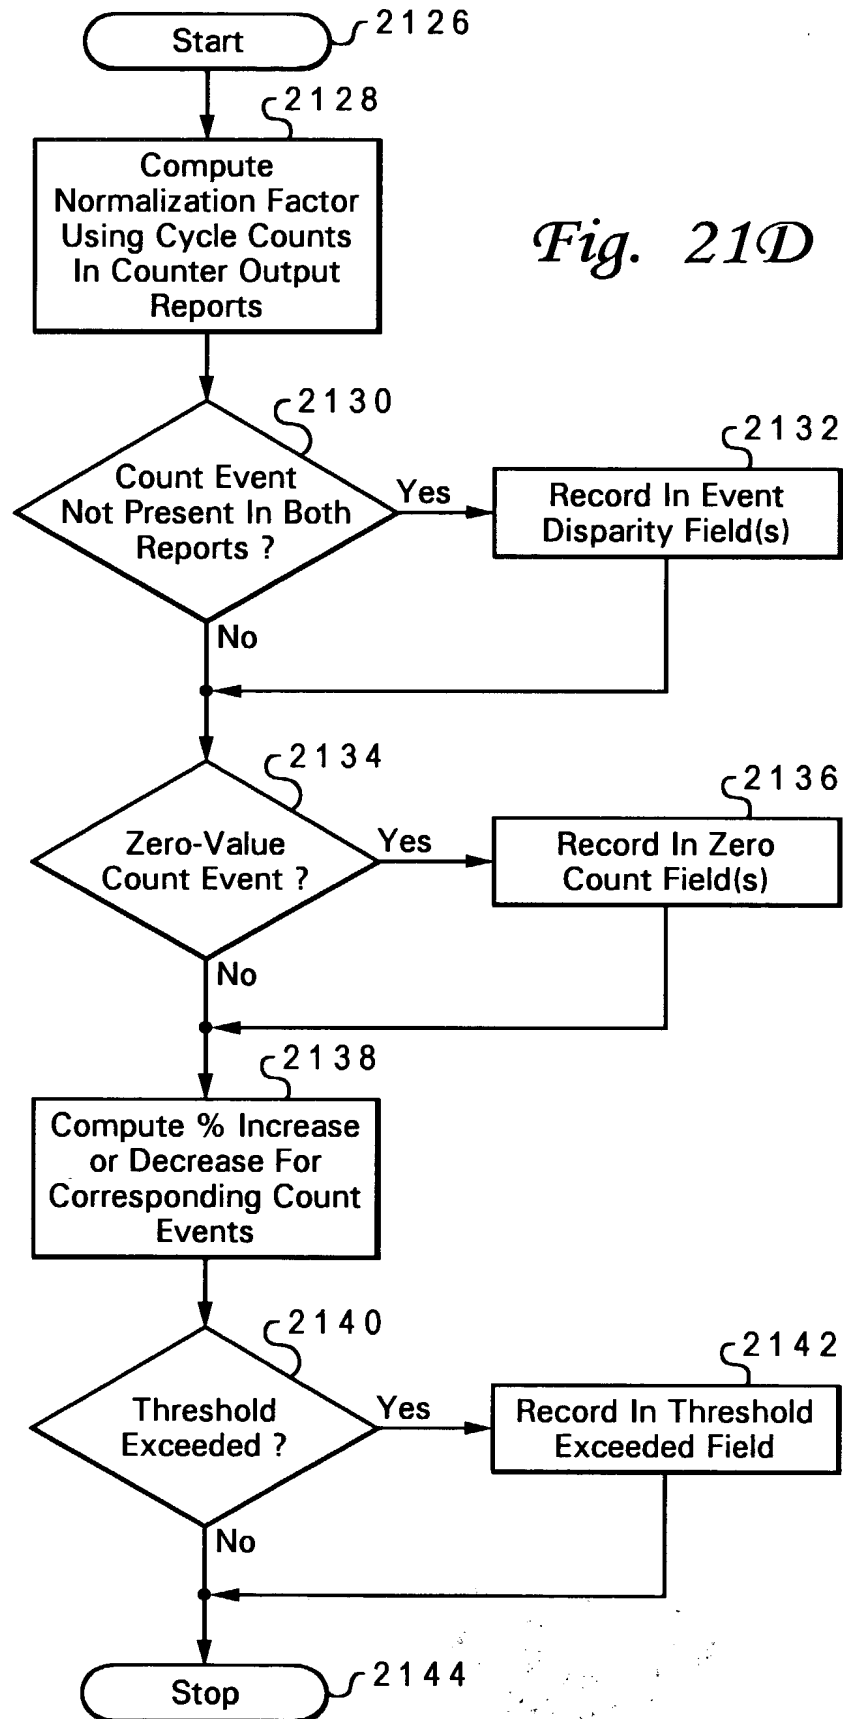 Start
2126
2128
Compute
Normalization Factor
Using Cycle Counts
In Counter Output
Reports
Fig. 21D
2130
Count Event
Not Present In Both
Reports ?
Yes
2132
Record In Event
Disparity Field(s)
No
2134
Zero-Value
Count Event ?
Yes
2136
Record In Zero
Count Field(s)
No
2138
Compute % Increase
or Decrease For
Corresponding Count
Events
2140
Threshold
Exceeded ?
Yes
2142
Record In Threshold
Exceeded Field
No
Stop
2144